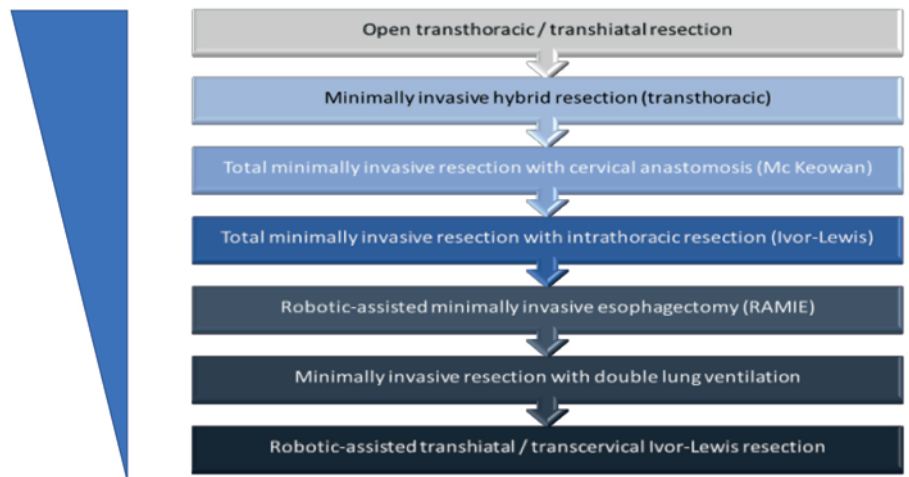 Open transthoracic / transhiatal resection
Minimally invasive hybrid resection (transthoracic)
Total minimally invasive resection with cervical anastomosis (Mc Keowan)
Total minimally invasive resection with intrathoracic resection (Ivor-Lewis)
Robotic-assisted minimally invasive esophagectomy (RAMIE)
Minimally invasive resection with double lung ventilation
Robotic-assisted transhiatal / transcervical Ivor-Lewis resection